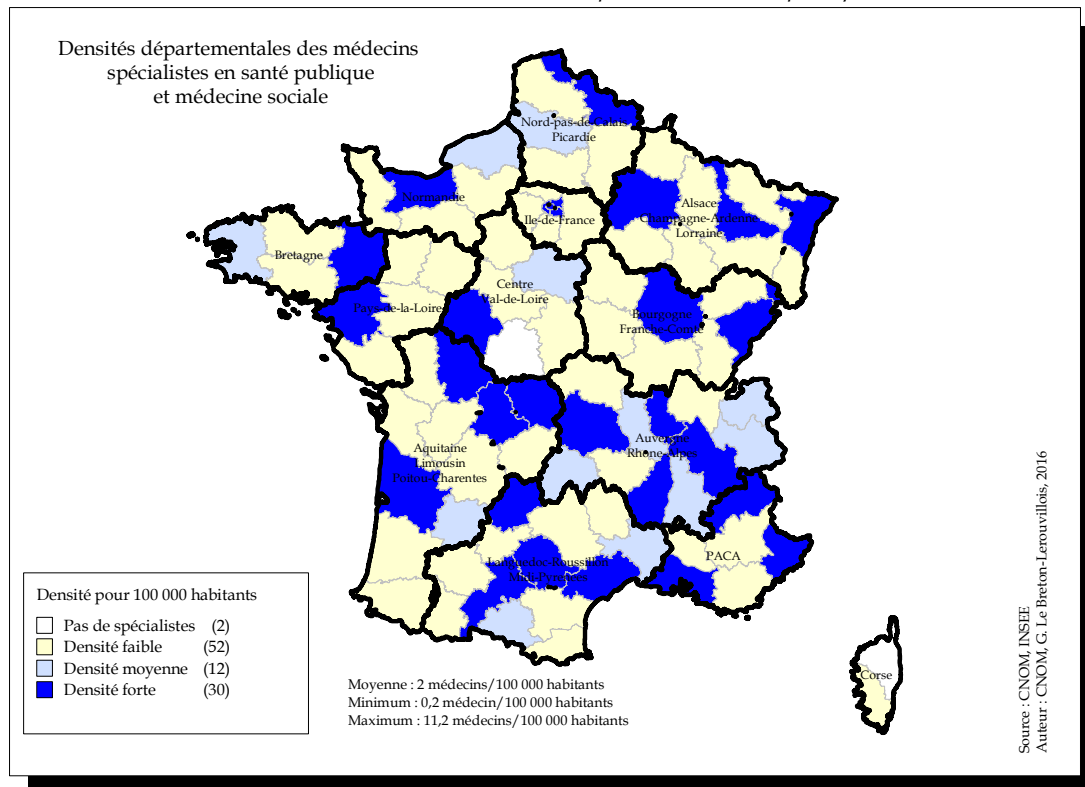 Densités départementales des médecins
spécialistes en santé publique
et médecine sociale
Nord-pas-de-Calais
Picardie
Normandie
Ile-de-France
Alsace
Champagne-Ardenne
Lorraine
Bretagne
Pays-de-la-Loire
Centre
Val-de-Loire
Bourgogne
Franche-Comté
Auvergne
Rhône-Alpes
Aquitaine
Limousin
Poitou-Charentes
Languedoc-Roussillon
Midi-Pyrénées
PACA
Corse
Densité pour 100 000 habitants
Pas de spécialistes (2)
Densité faible (52)
Densité moyenne (12)
Densité forte (30)
Moyenne : 2 médecins/100 000 habitants
Minimum : 0,2 médecin/100 000 habitants
Maximum : 11,2 médecins/100 000 habitants
Source : CNOM, INSEE
Auteur : CNOM, G. Le Breton-Lerouvillois, 2016